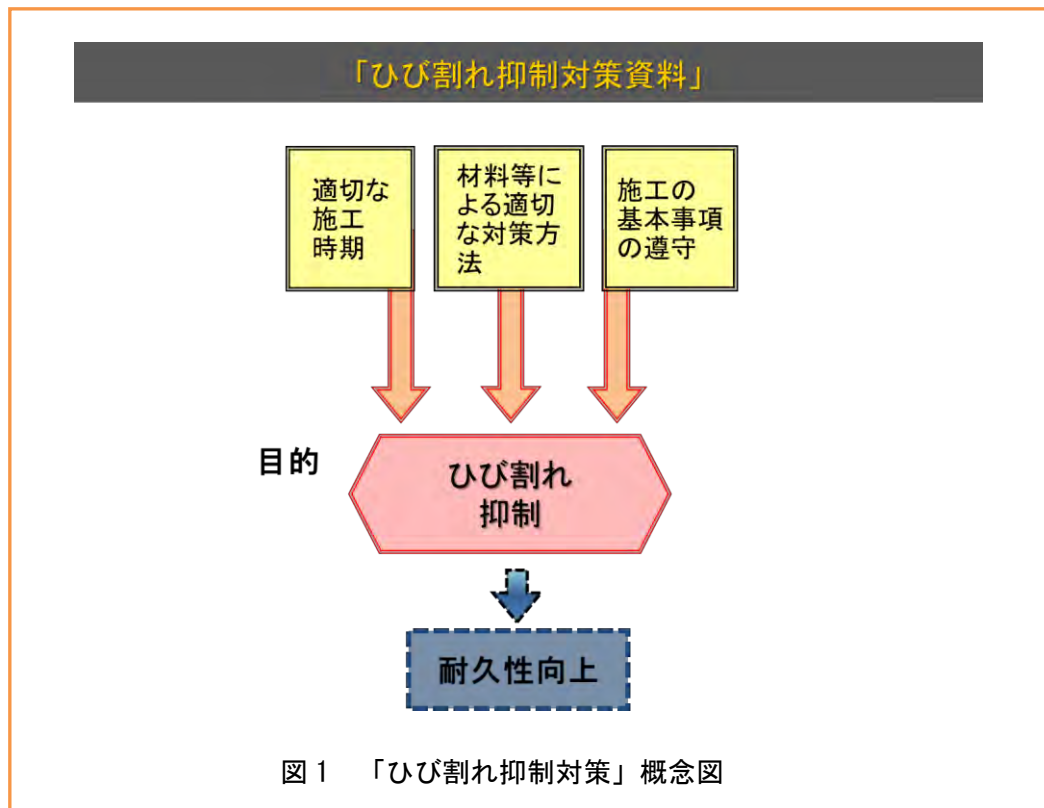 「ひび割れ抑制対策資料」
適切な
施工
時期
材料等に
よる適切
な対策方
法
施工の
基本事項
の遵守
目的
ひび割れ
抑制
耐久性向上
図1 「ひび割れ抑制対策」概念図